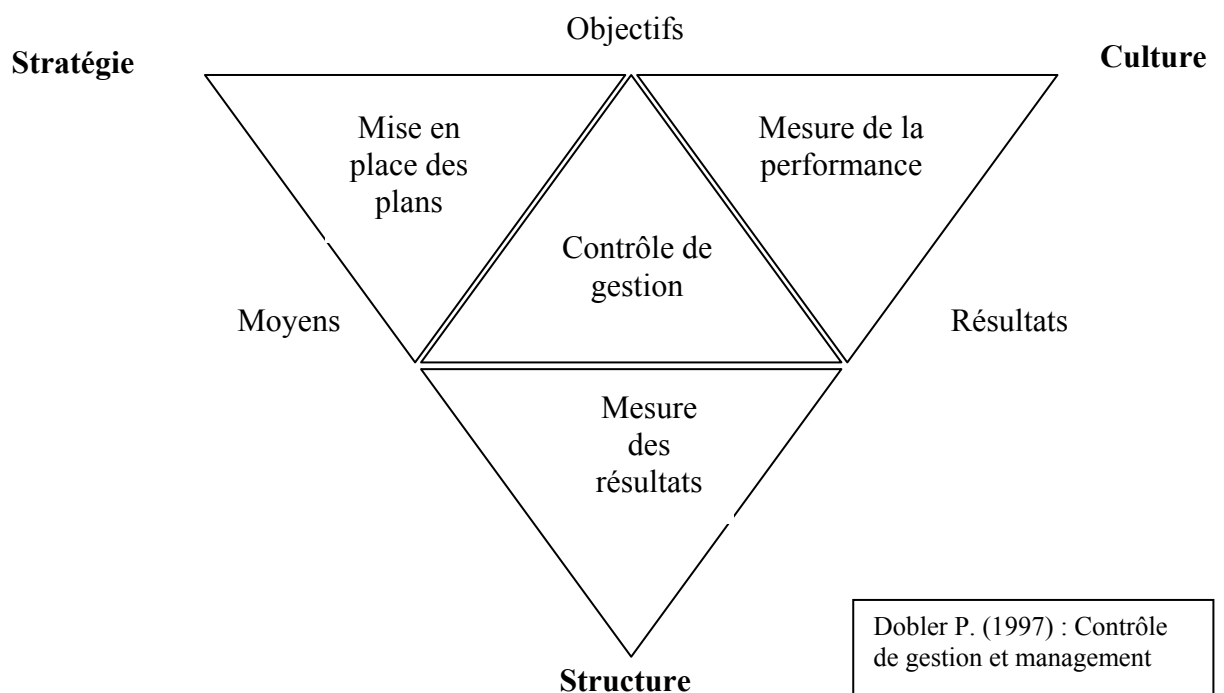 Objectifs
Stratégie
Culture
Mise en
place des
plans
Mesure de la
performance
Contrôle de
gestion
Moyens
Résultats
Mesure
des
résultats
Structure
Dobler P. (1997) : Contrôle
de gestion et management